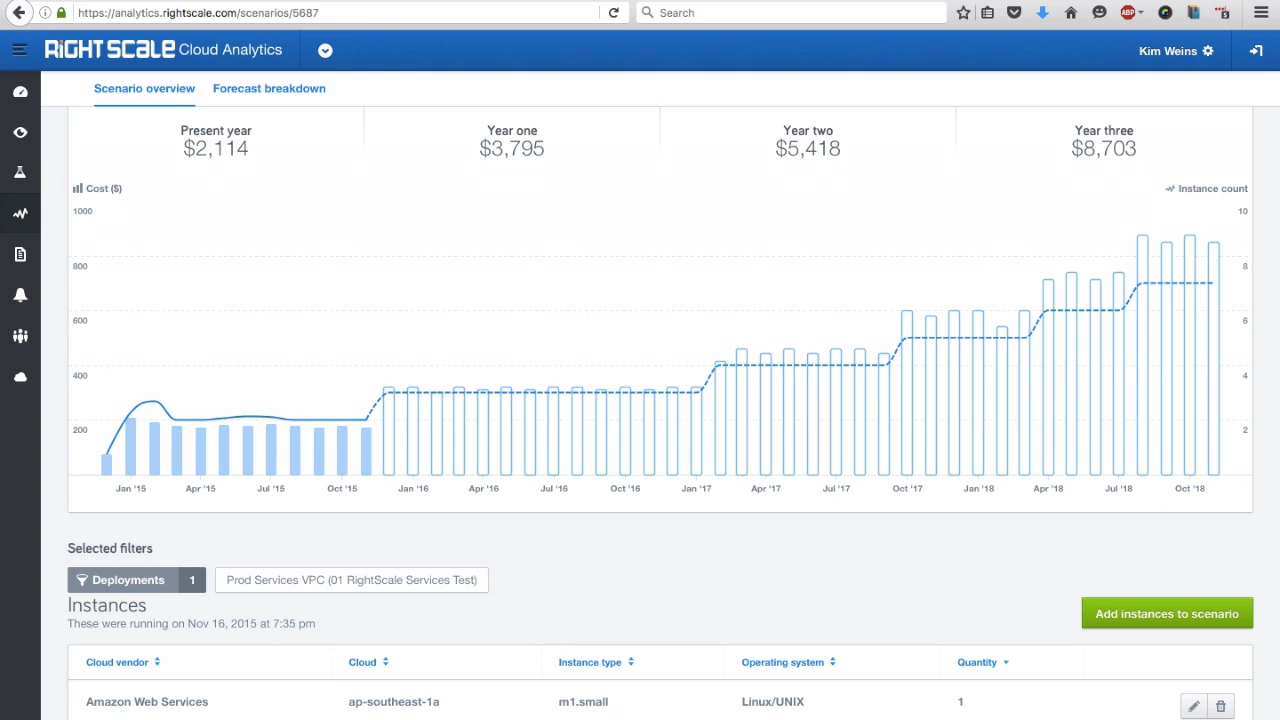 https://analytics.rightscale.com/scenarios/5687
Search
ABP
RIGHTSCALE Cloud Analytics
Kim Weins
Scenario overview
Forecast breakdown
Present year
$2,114
Year one
$3,795
Year two
$5,418
Year three
$8,703
Cost ($)
Instance count
1000
10
800
8
600
6
400
4
200
2
Jan '15
Apr '15
Jul '15
Oct '15
Jan '16
Apr '16
Jul '16
Oct '16
Jan '17
Apr '17
Jul '17
Oct '17
Jan '18
Apr '18
Jul '18
Oct '18
Selected filters
Deployments 1
Prod Services VPC (01 RightScale Services Test)
Instances
These were running on Nov 16, 2015 at 7:35 pm
Add instances to scenario
Cloud vendor
Cloud
Instance type
Operating system
Quantity
Amazon Web Services
ap-southeast-1a
m1.small
Linux/UNIX
1